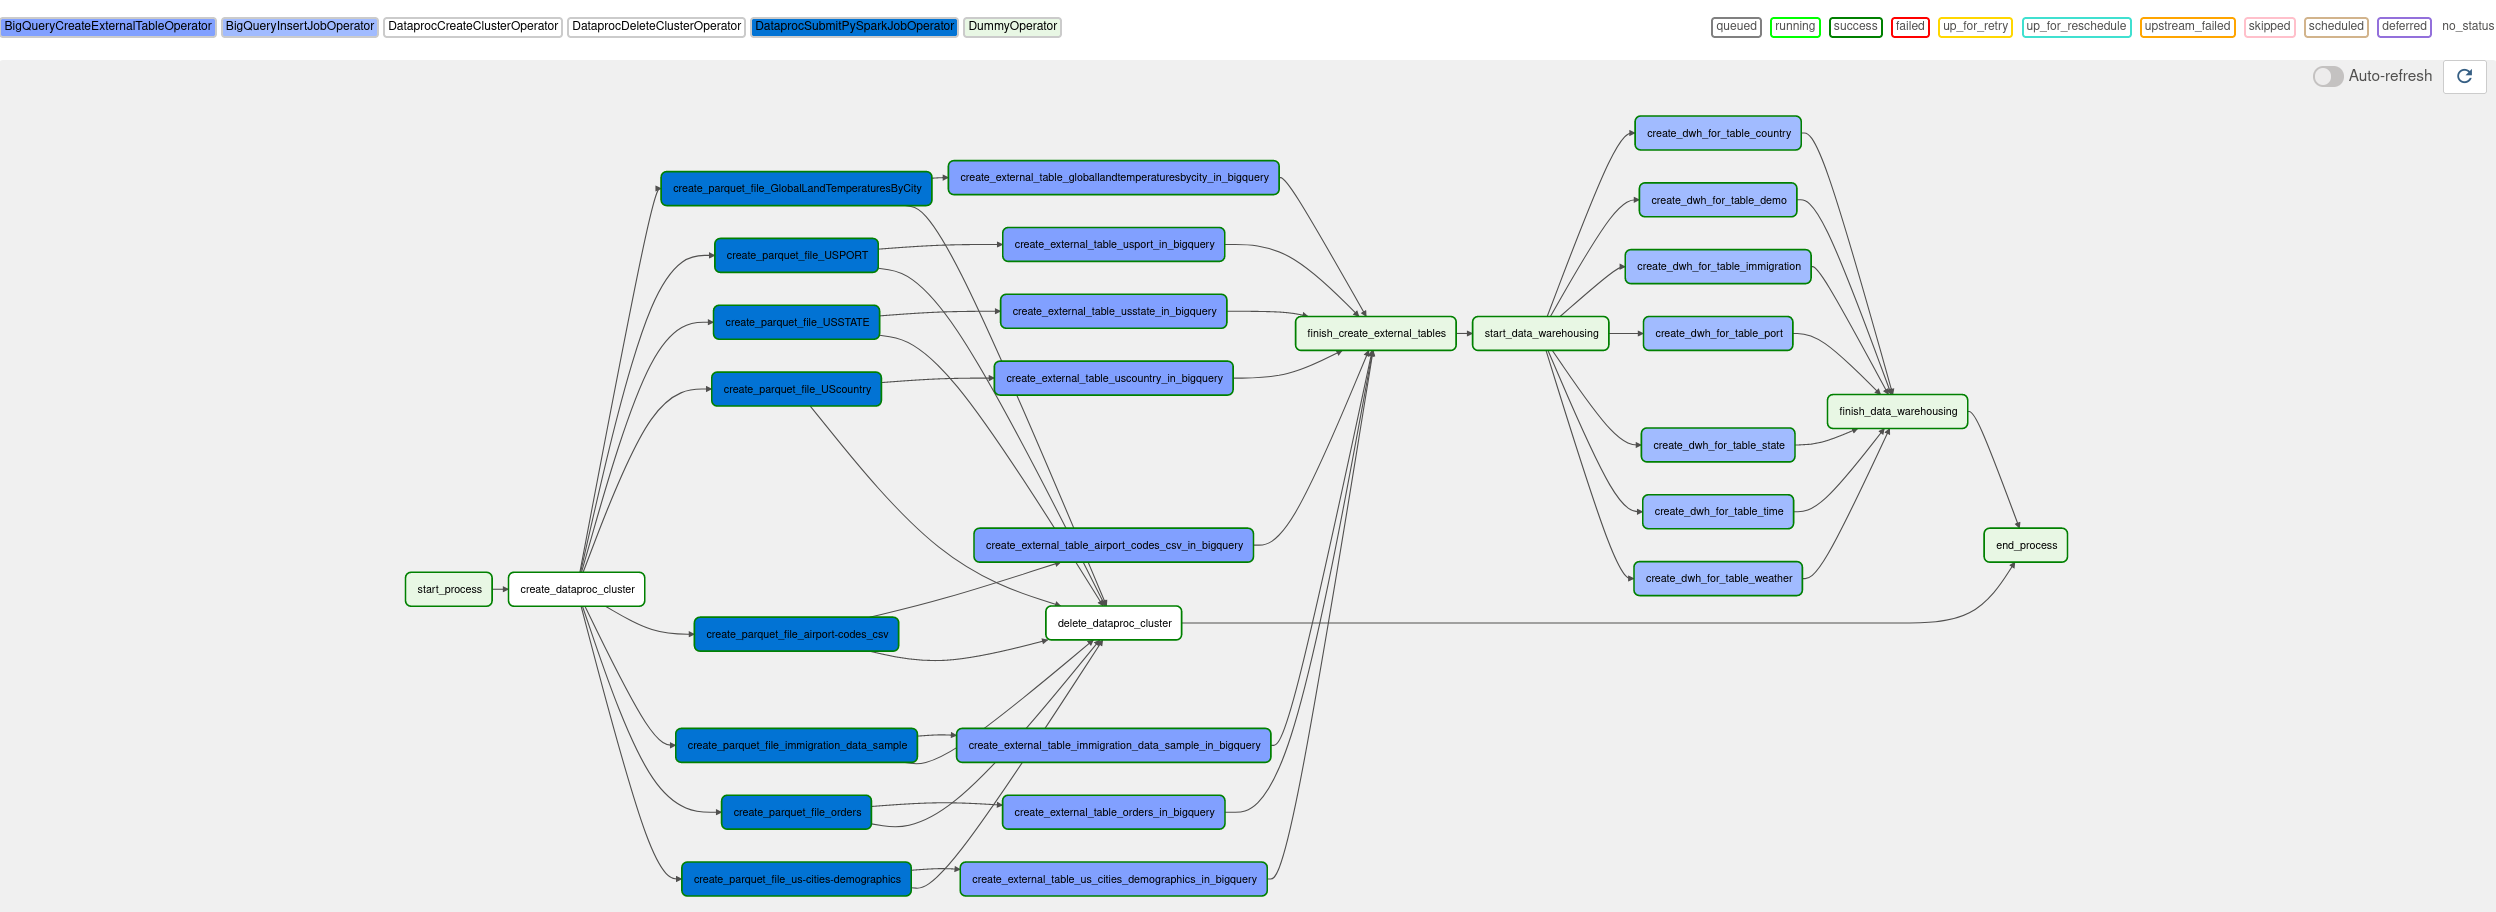 BigQueryCreateExternalTableOperator BigQueryInsertJobOperator DataprocCreateClusterOperator DataprocDeleteClusterOperator DataprocSubmitPySparkJobOperator DummyOperator queued running success failed up_for_retry up_for_reschedule upstream_failed skipped scheduled deferred no_status
Auto-refresh
start_process
create_dataproc_cluster
create_parquet_file_GlobalLandTemperaturesByCity
create_parquet_file_USPORT
create_parquet_file_USSTATE
create_parquet_file_UScountry
create_parquet_file_airport-codes_csv
create_parquet_file_immigration_data_sample
create_parquet_file_orders
create_parquet_file_us-cities-demographics
create_external_table_globallandtemperaturesbycity_in_bigquery
create_external_table_usport_in_bigquery
create_external_table_usstate_in_bigquery
create_external_table_uscountry_in_bigquery
create_external_table_airport_codes_csv_in_bigquery
delete_dataproc_cluster
create_external_table_immigration_data_sample_in_bigquery
create_external_table_orders_in_bigquery
create_external_table_us_cities_demographics_in_bigquery
finish_create_external_tables
start_data_warehousing
create_dwh_for_table_country
create_dwh_for_table_demo
create_dwh_for_table_immigration
create_dwh_for_table_port
create_dwh_for_table_state
create_dwh_for_table_time
create_dwh_for_table_weather
finish_data_warehousing
end_process